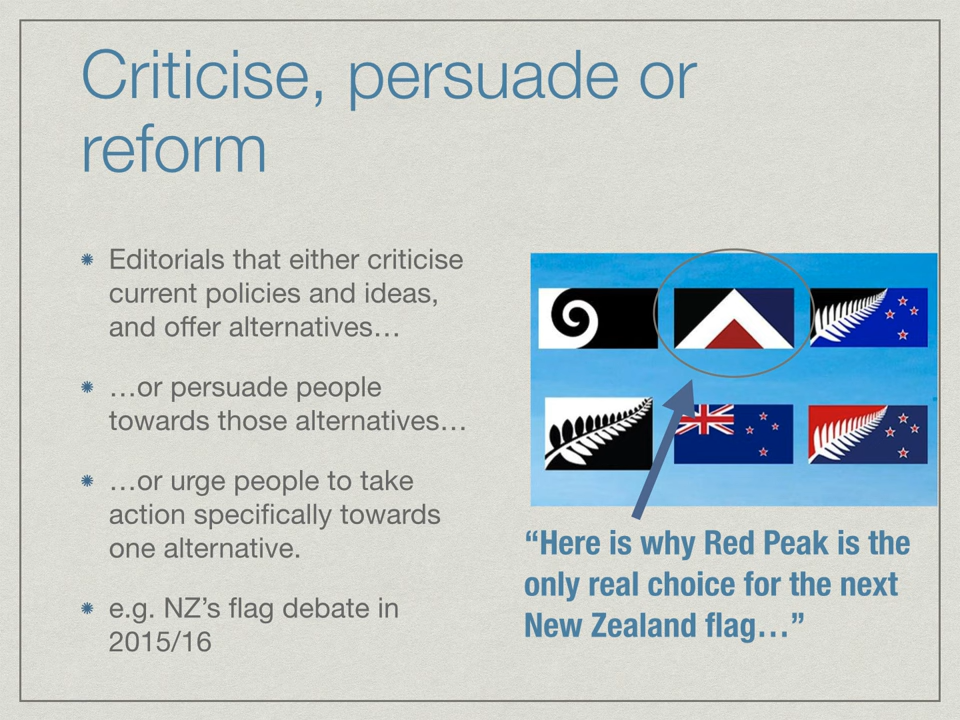 Criticise, persuade or
reform
Editorials that either criticise
current policies and ideas,
and offer alternatives…
…or persuade people
towards those alternatives…
…or urge people to take
action specifically towards
one alternative.
e.g. NZ’s flag debate in
2015/16
“Here is why Red Peak is the
only real choice for the next
New Zealand flag…”